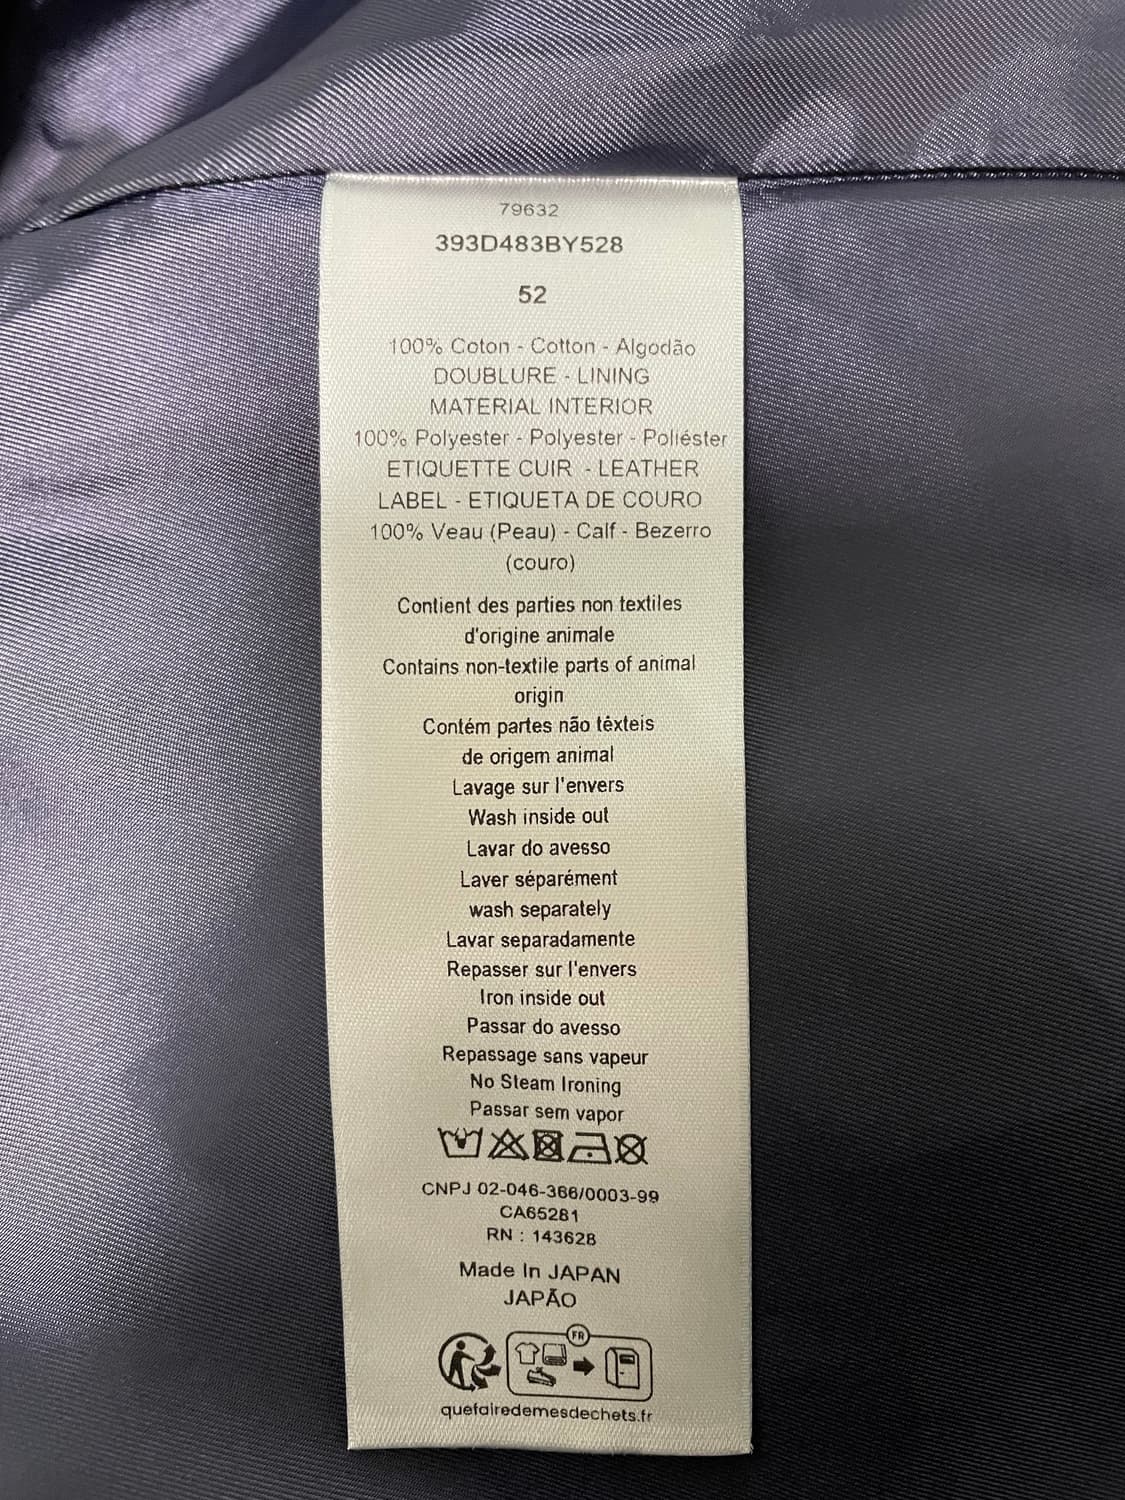 79632
393D483BY528
52
100% Coton - Cotton - Algodão
DOUBLURE - LINING
MATERIAL INTERIOR
100% Polyester - Polyester - Poliéster
ETIQUETTE CUIR - LEATHER
LABEL - ETIQUETA DE COURO
100% Veau (Peau) - Calf - Bezerro
(couro)
Contient des parties non textiles
d'origine animale
Contains non-textile parts of animal
origin
Contém partes não têxteis
de origem animal
Lavage sur l'envers
Wash inside out
Lavar do avesso
Laver séparément
wash separately
Lavar separadamente
Repasser sur l'envers
Iron inside out
Passar do avesso
Repassage sans vapeur
No Steam Ironing
Passar sem vapor
CNPJ 02-046-366/0003-99
CA65281
RN : 143628
Made In JAPAN
JAPÃO
FR
quefairedemesdechets.fr